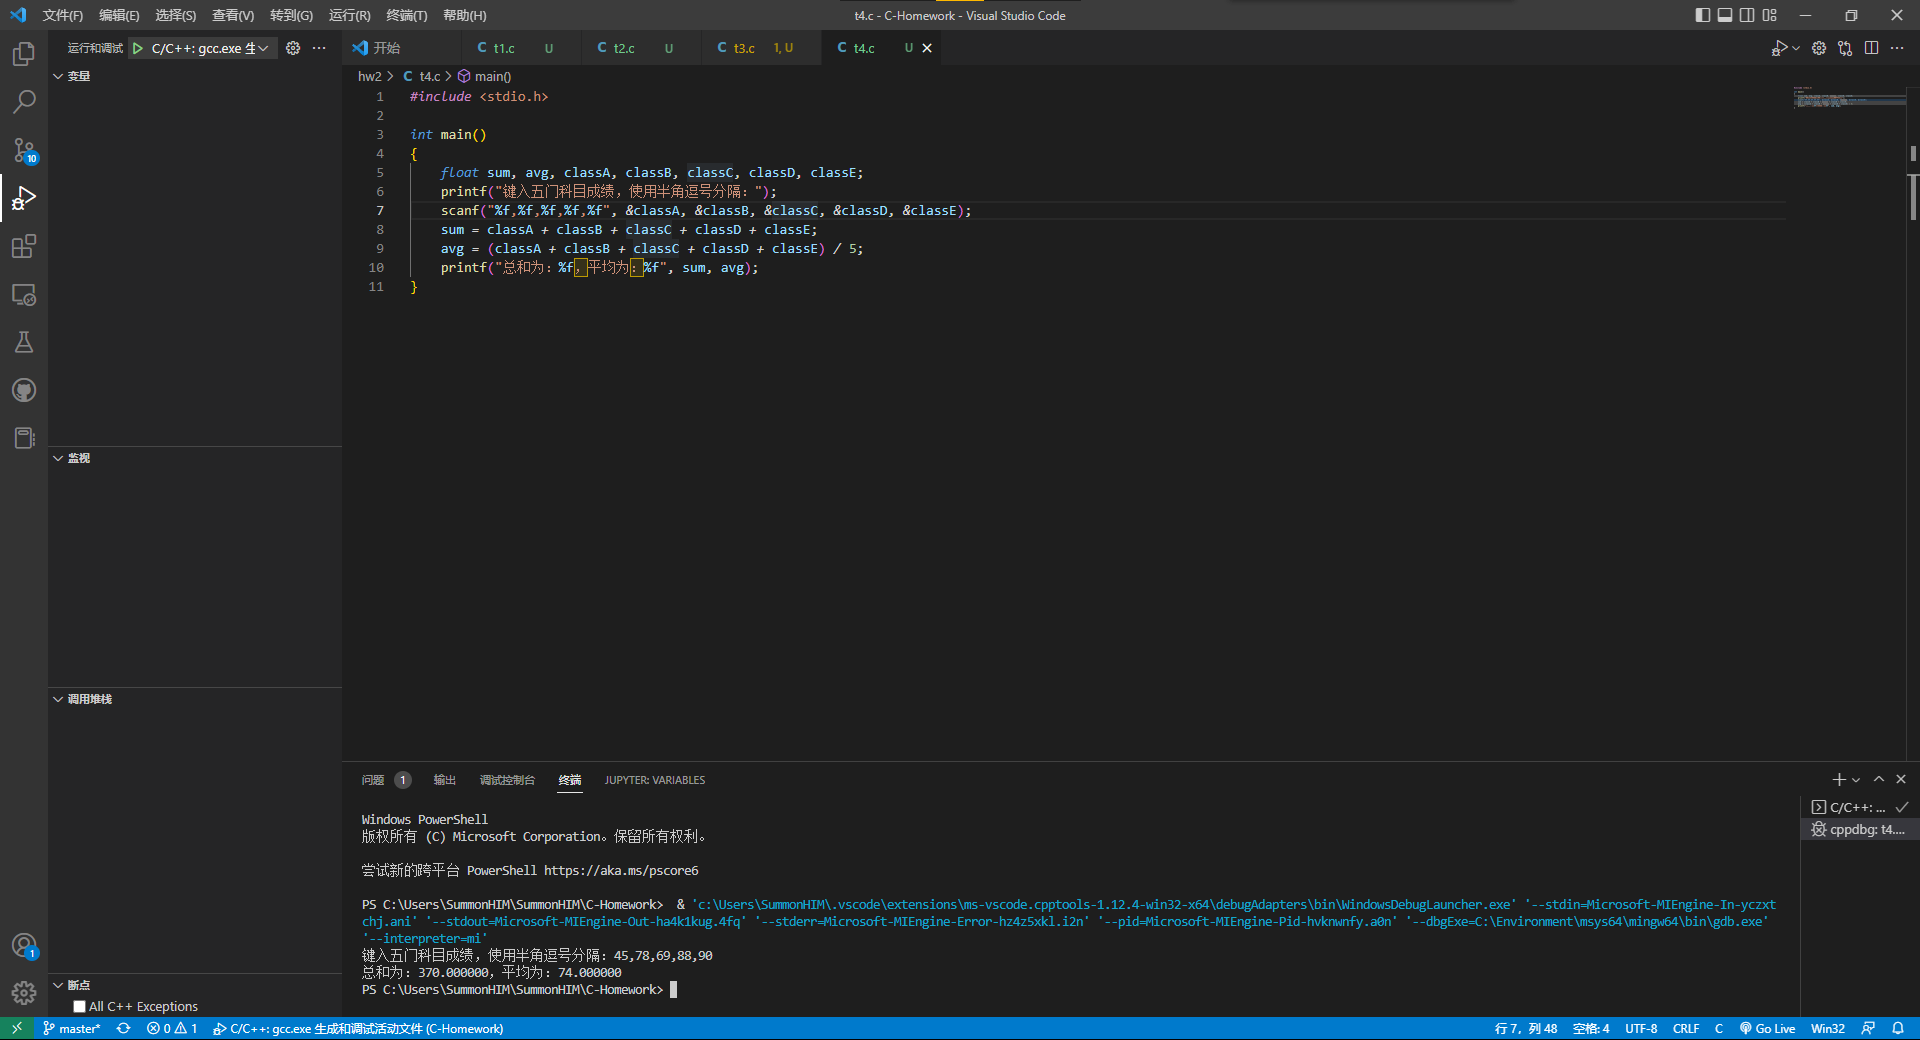 文件(F) 编辑(E) 选择(S) 查看(V) 转到(G) 运行(R) 终端(T) 帮助(H) t4.c - C-Homework - Visual Studio Code
运行和调试 C/C++: gcc.exe 生 开始 C t1.c U C t2.c U C t3.c 1, U C t4.c U
变量
hw2 > C t4.c > main()
1 #include <stdio.h>
2
3 int main()
4 {
5 float sum, avg, classA, classB, classC, classD, classE;
6 printf("键入五门科目成绩，使用半角逗号分隔：");
7 scanf("%f,%f,%f,%f,%f", &classA, &classB, &classC, &classD, &classE);
8 sum = classA + classB + classC + classD + classE;
9 avg = (classA + classB + classC + classD + classE) / 5;
10 printf("总和为：%f，平均为：%f", sum, avg);
11 }
10
监视
调用堆栈
断点
All C++ Exceptions
1
问题 1 输出 调试控制台 终端 JUPYTER: VARIABLES
C/C++: ...
cppdbg: t4....
Windows PowerShell
版权所有 (C) Microsoft Corporation。保留所有权利。
尝试新的跨平台 PowerShell https://aka.ms/pscore6
PS C:\Users\SummonHIM\SummonHIM\C-Homework> & 'c:\Users\SummonHIM\.vscode\extensions\ms-vscode.cpptools-1.12.4-win32-x64\debugAdapters\bin\WindowsDebugLauncher.exe' '--stdin=Microsoft-MIEngine-In-yczxt
chj.ani' '--stdout=Microsoft-MIEngine-Out-ha4k1kug.4fq' '--stderr=Microsoft-MIEngine-Error-hz4z5xkl.i2n' '--pid=Microsoft-MIEngine-Pid-hvknwnfy.a0n' '--dbgExe=C:\Environment\msys64\mingw64\bin\gdb.exe'
'--interpreter=mi'
键入五门科目成绩，使用半角逗号分隔：45,78,69,88,90
总和为：370.000000，平均为：74.000000
PS C:\Users\SummonHIM\SummonHIM\C-Homework>
master* 0 1 C/C++: gcc.exe 生成和调试活动文件 (C-Homework) 行 7，列 48 空格: 4 UTF-8 CRLF C Go Live Win32